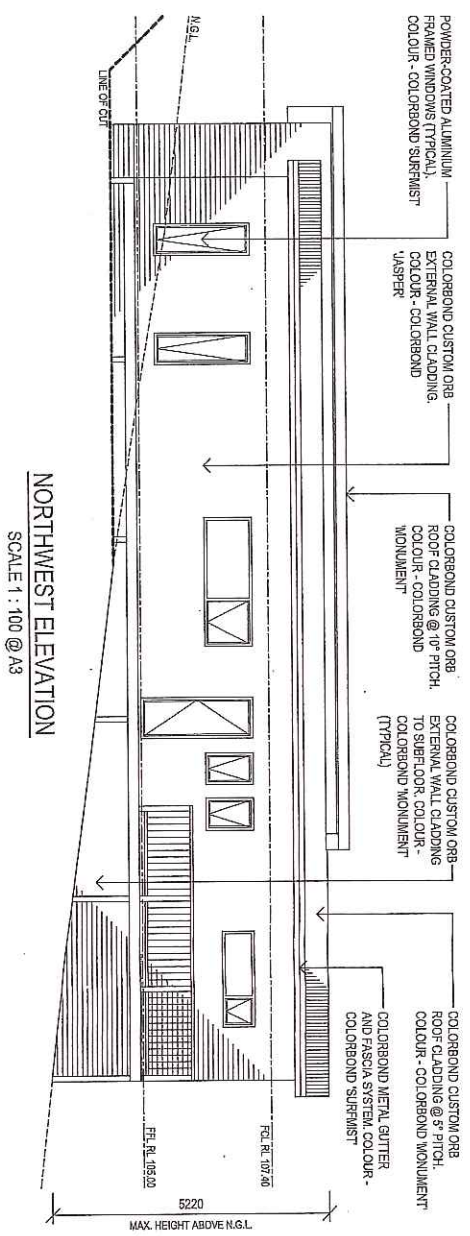 POWDER-COATED ALUMINIUM
FRAMED WINDOWS (TYPICAL).
COLOUR - COLORBOND 'SURFMIST'
COLORBOND CUSTOM ORB
EXTERNAL WALL CLADDING.
COLOUR - COLORBOND
'JASPER'
COLORBOND CUSTOM ORB
ROOF CLADDING @ 10° PITCH.
COLOUR - COLORBOND
'MONUMENT'
COLORBOND CUSTOM ORB
EXTERNAL WALL CLADDING
TO SUBFLOOR. COLOUR -
COLORBOND 'MONUMENT'
(TYPICAL)
COLORBOND CUSTOM ORB
ROOF CLADDING @ 5° PITCH.
COLOUR - COLORBOND 'MONUMENT'
COLORBOND METAL GUTTER
AND FASCIA SYSTEM. COLOUR -
COLORBOND 'SURFMIST'
N.G.L.
LINE OF CUT
FCL RL 107.40
FFL RL 105.00
5220
MAX. HEIGHT ABOVE N.G.L.
NORTHWEST ELEVATION
SCALE 1 : 100 @ A3